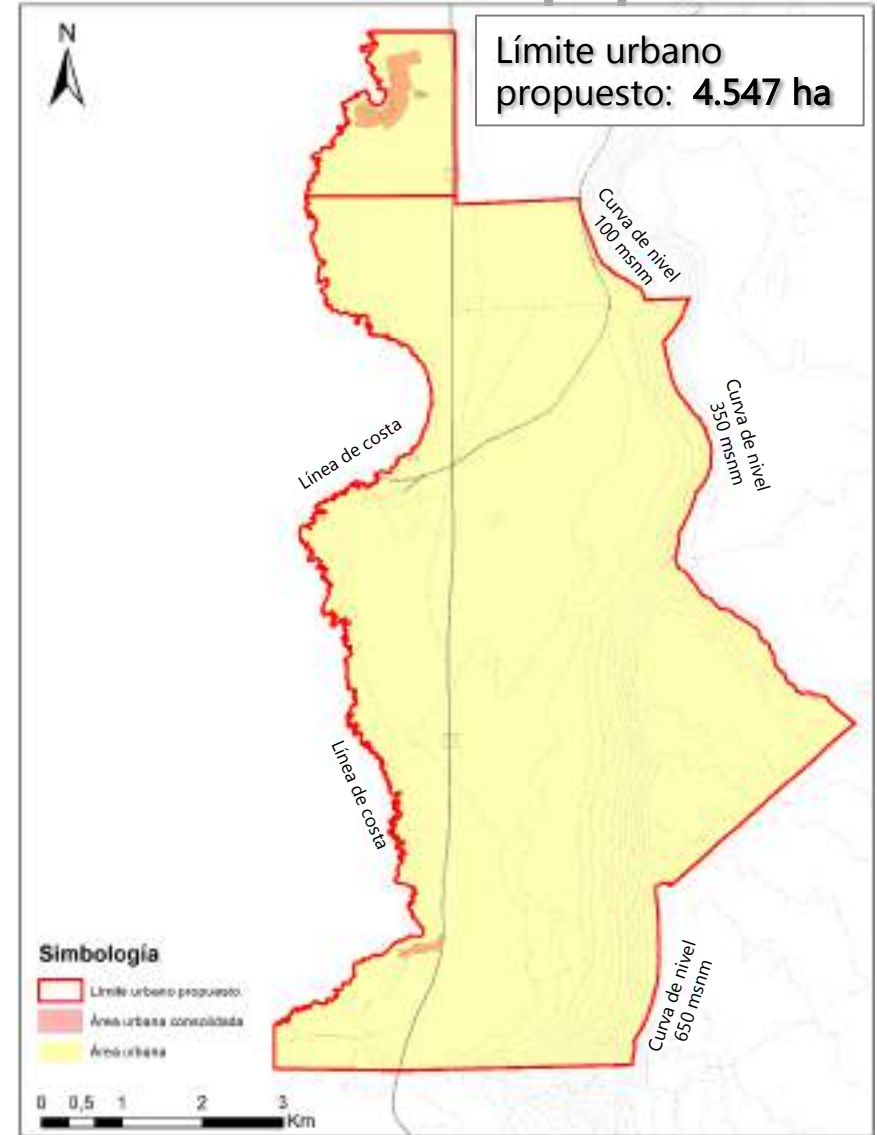 N
Límite urbano
propuesto: 4.547 ha
Curva de nivel
100 msnm
Curva de nivel
350 msnm
Línea de costa
Línea de costa
Curva de nivel
650 msnm
Simbología
Límite urbano propuesto
Área urbana consolidada
Área urbana
0 0,5 1 2 3
Km